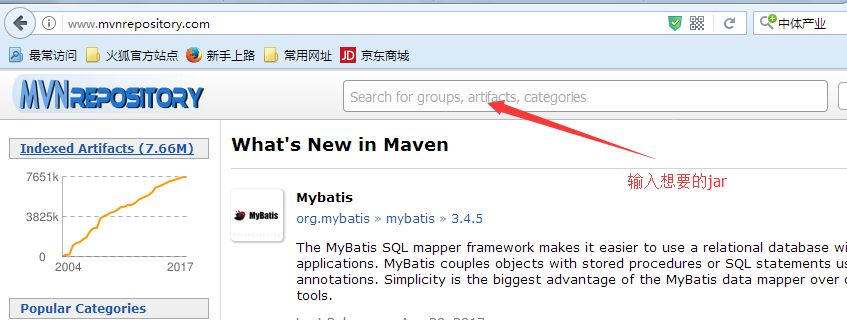 www.mvnrepository.com
中体产业
最常访问 火狐官方站点 新手上路 常用网址 JD 京东商城
MVNREPOSITORY
Search for groups, artifacts, categories
Indexed Artifacts (7.66M)
What's New in Maven
7651k
3825k
0
2004 2017
输入想要的jar
MyBatis
Mybatis
org.mybatis » mybatis » 3.4.5
The MyBatis SQL mapper framework makes it easier to use a relational database wi
applications. MyBatis couples objects with stored procedures or SQL statements us
annotations. Simplicity is the biggest advantage of the MyBatis data mapper over o
tools.
Popular Categories